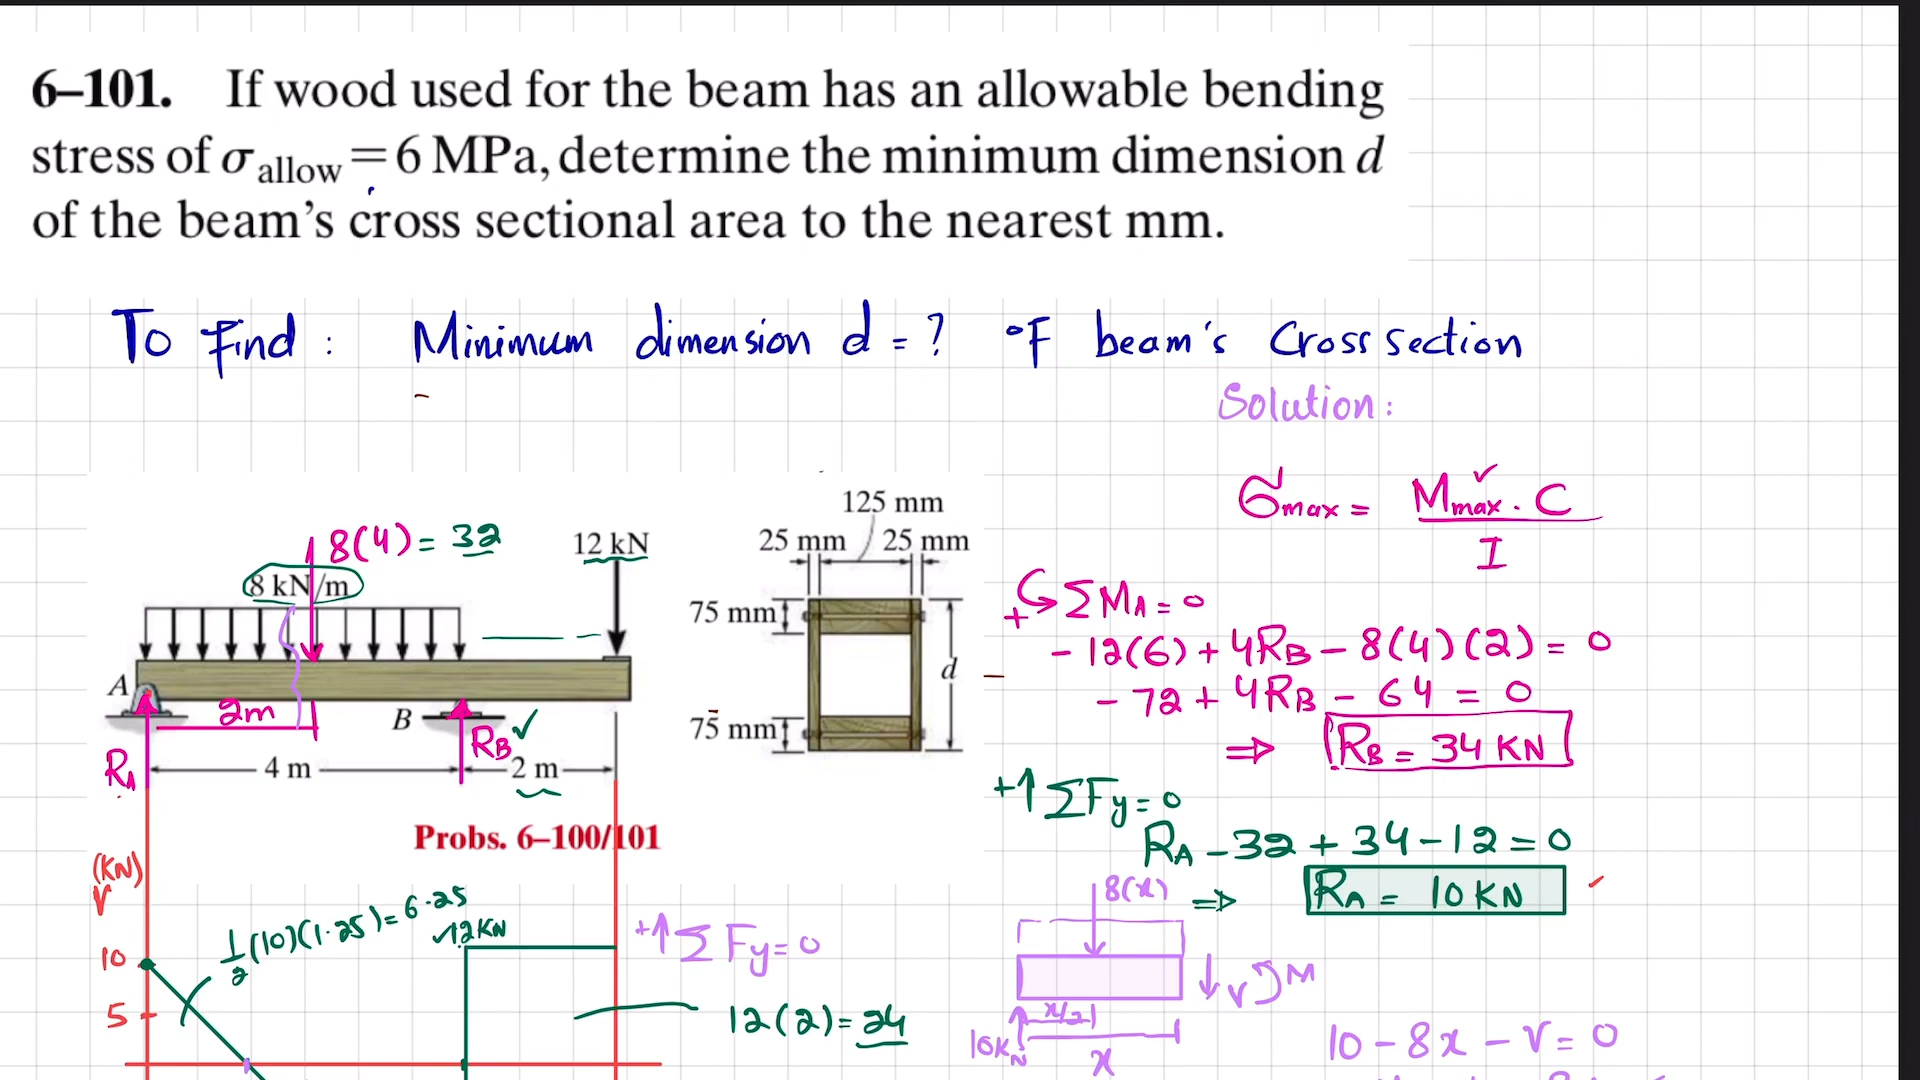 6–101. If wood used for the beam has an allowable bending
stress of σ allow = 6 MPa, determine the minimum dimension d
of the beam's cross sectional area to the nearest mm.
To Find : Minimum dimension d = ? oF beam's Cross section
Solution :
σmax = Mmax . C / I
8(4) = 32
8 kN/m
12 kN
A
2m
B
RA
RB
4 m
2 m
125 mm
25 mm
25 mm
75 mm
75 mm
d
Probs. 6–100/101
+ ΣMA = 0
- 12(6) + 4RB - 8(4)(2) = 0
- 72 + 4RB - 64 = 0
⇒ RB = 34 KN
+↑ ΣFy = 0
RA - 32 + 34 - 12 = 0
⇒ RA = 10 KN
(KN)
V
10
5
1/2 (10)(1.25) = 6.25
12 KN
+↑ Σ Fy = 0
12(2) = 24
8(x)
V
M
x/2
10KN
x
10 - 8x - V = 0